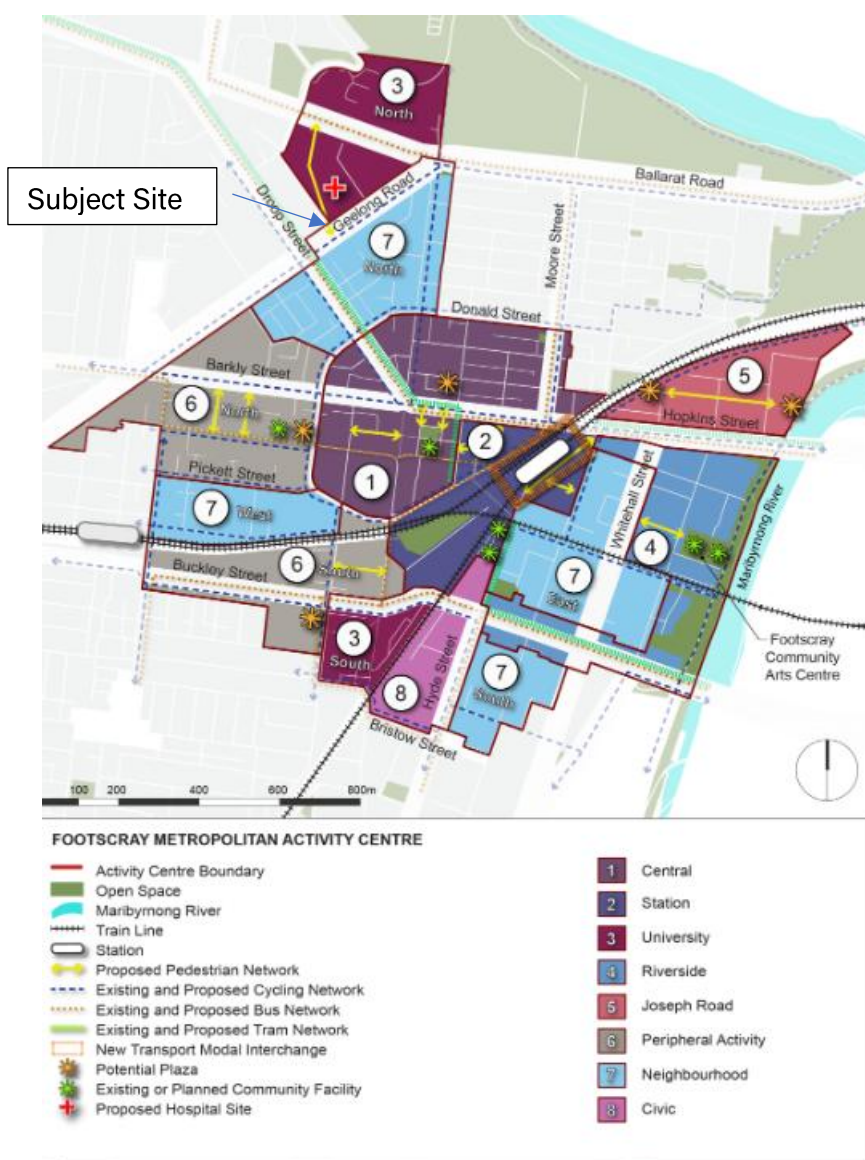 3
North
Ballarat Road
Subject Site
Droop Street
Geelong Road
7
North
Moore Street
Donald Street
Barkly Street
5
6
North
Hopkins Street
2
Pickett Street
1
Whitehall Street
7
West
4
Maribyrnong River
Buckley Street
6
South
7
East
3
South
Hyde Street
7
South
Footscray
Community
Arts Centre
8
Bristow Street
100 200 400 600 800m
FOOTSCRAY METROPOLITAN ACTIVITY CENTRE
Activity Centre Boundary
Open Space
Maribyrnong River
Train Line
Station
Proposed Pedestrian Network
Existing and Proposed Cycling Network
Existing and Proposed Bus Network
Existing and Proposed Tram Network
New Transport Modal Interchange
Potential Plaza
Existing or Planned Community Facility
Proposed Hospital Site
1 Central
2 Station
3 University
4 Riverside
5 Joseph Road
6 Peripheral Activity
7 Neighbourhood
8 Civic